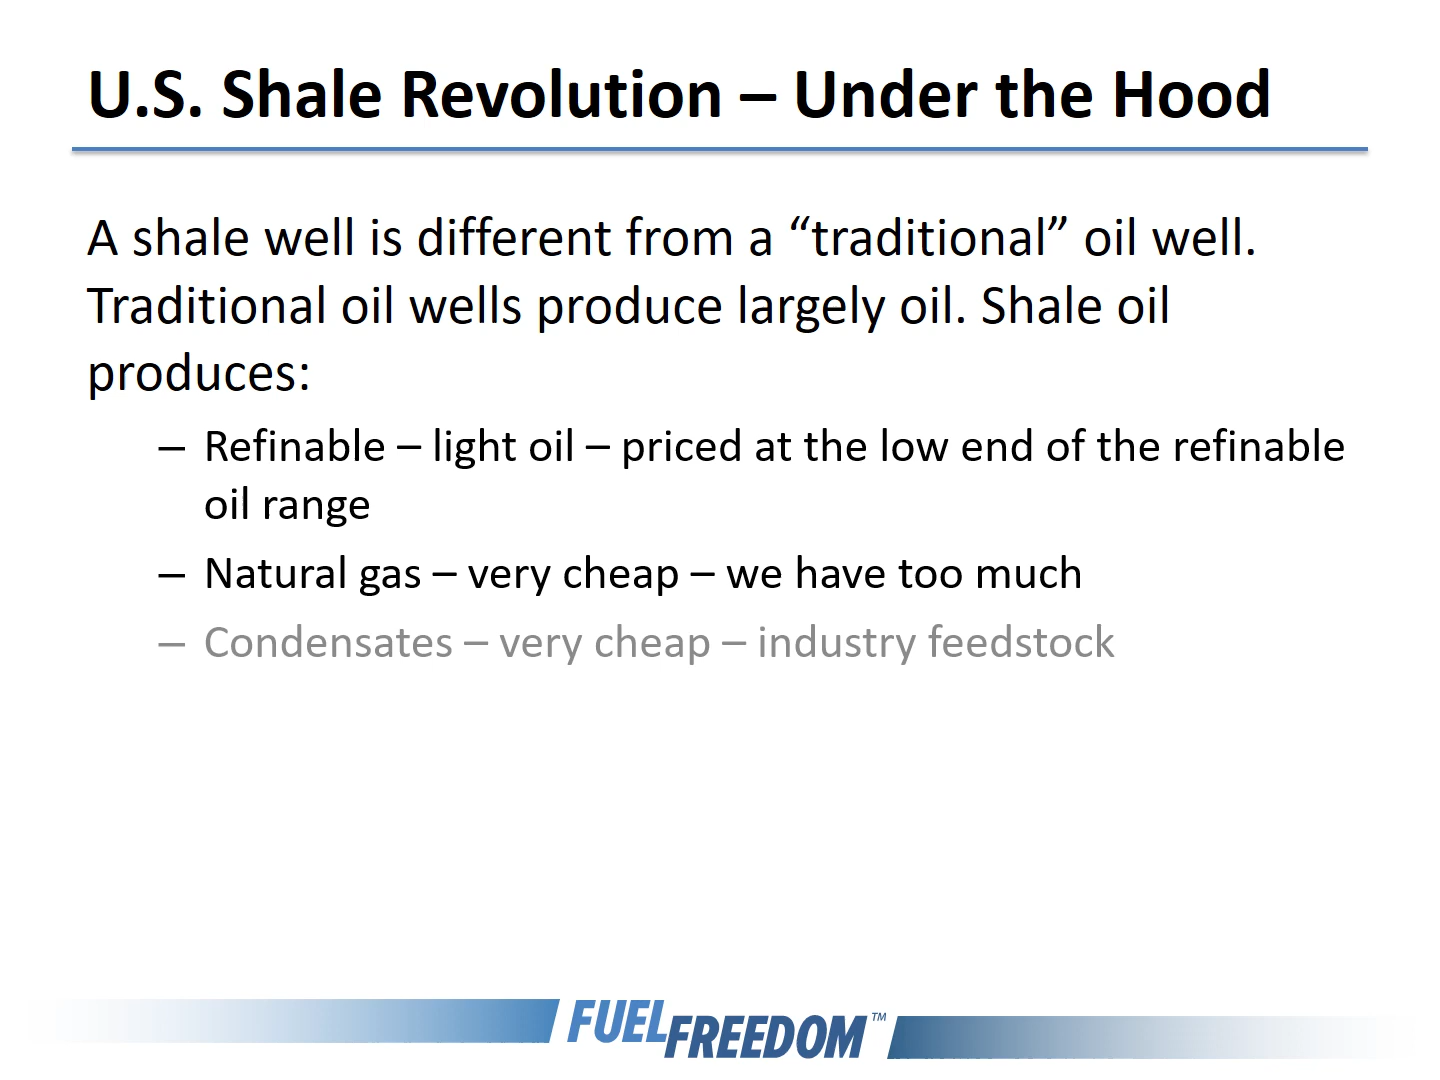 U.S. Shale Revolution – Under the Hood
A shale well is different from a “traditional” oil well.
Traditional oil wells produce largely oil. Shale oil
produces:
– Refinable – light oil – priced at the low end of the refinable
oil range
– Natural gas – very cheap – we have too much
– Condensates – very cheap – industry feedstock
FUEL FREEDOM™